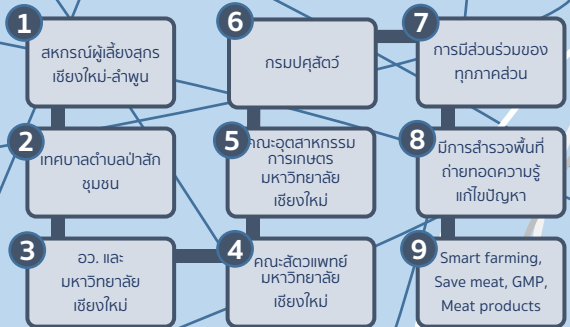 1
สหกรณ์ผู้เลี้ยงสุกร
เชียงใหม่-ลำพูน
2
เทศบาลตำบลป่าสัก
ชุมชน
3
อว. และ
มหาวิทยาลัย
เชียงใหม่
4
คณะสัตวแพทย์
มหาวิทยาลัย
เชียงใหม่
5
คณะอุตสาหกรรม
การเกษตร
มหาวิทยาลัย
เชียงใหม่
6
กรมปศุสัตว์
7
การมีส่วนร่วมของ
ทุกภาคส่วน
8
มีการสำรวจพื้นที่
ถ่ายทอดความรู้
แก้ไขปัญหา
9
Smart farming,
Save meat, GMP,
Meat products